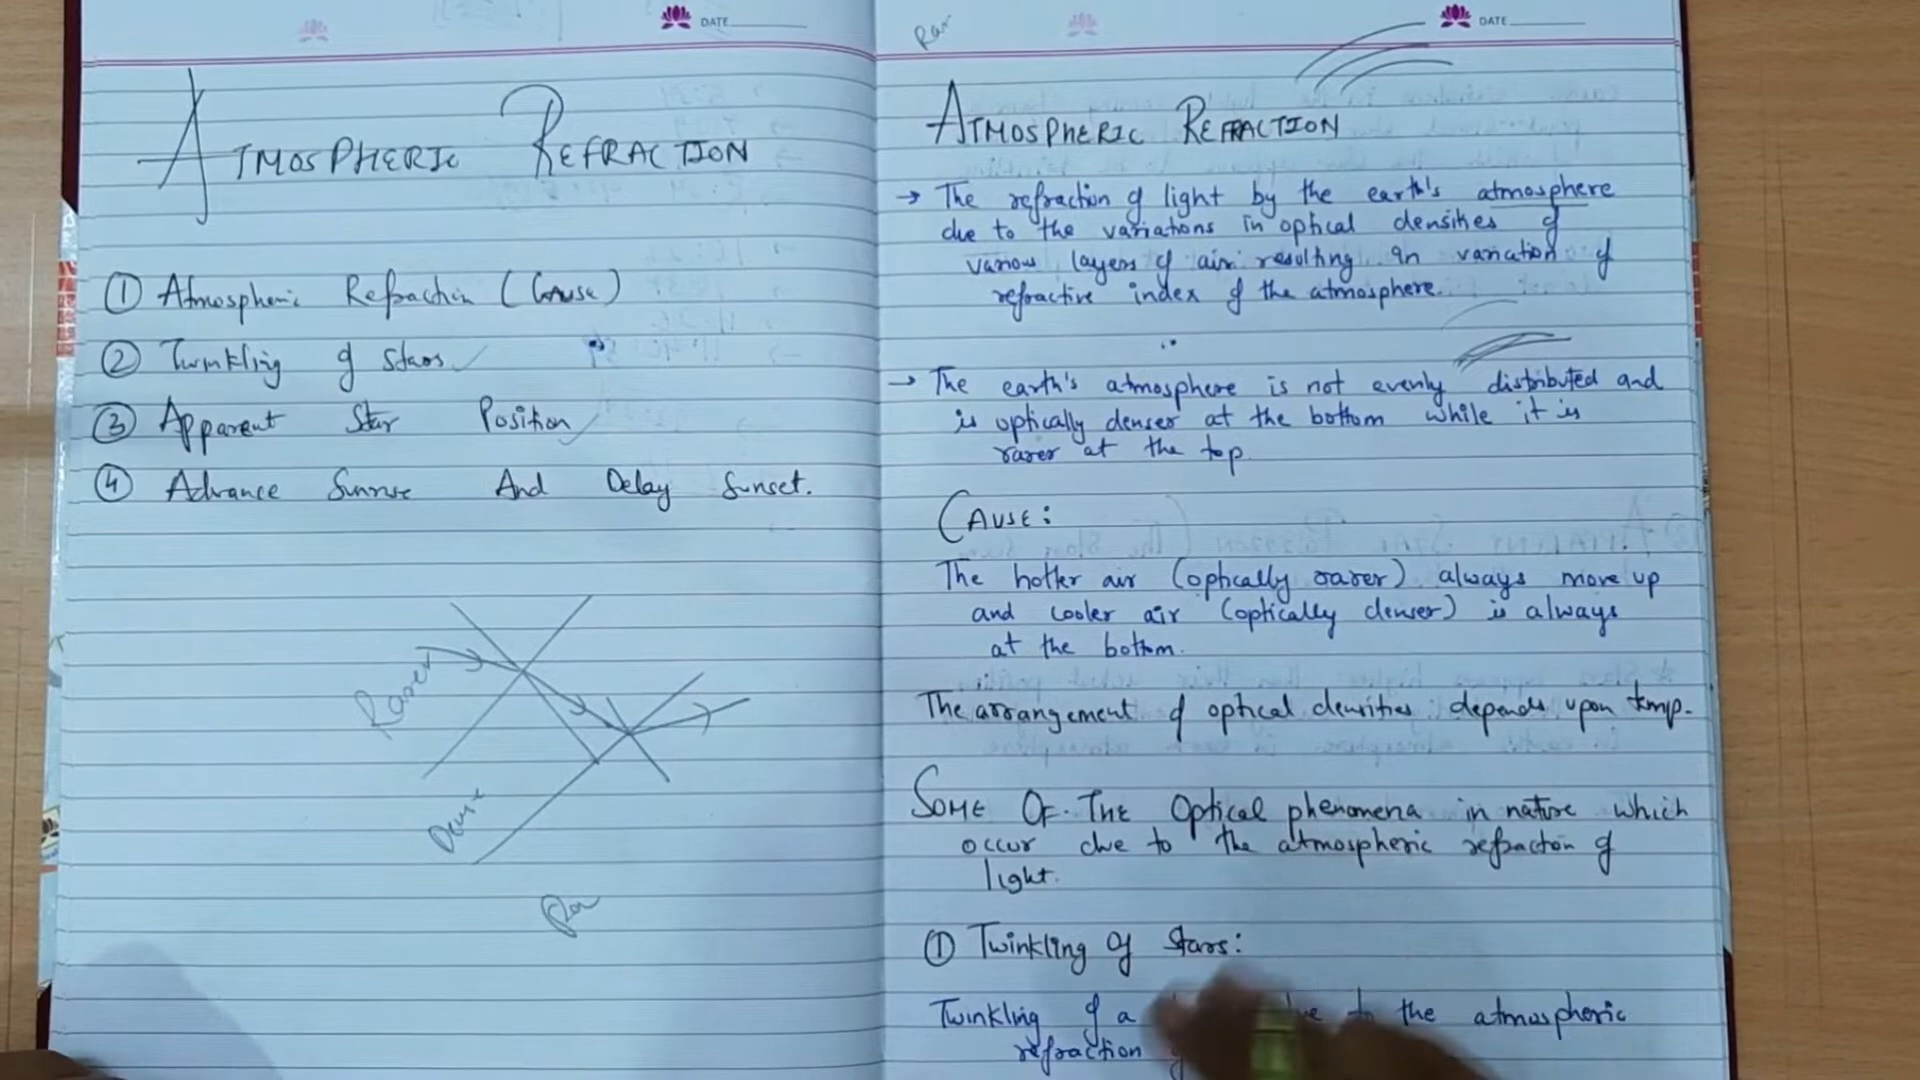 DATE
ATMOSPHERIC REFRACTION
① Atmospheric Refraction (Cause)
② Twinkling of Stars
③ Apparent Star Position
④ Advance Sunrise And Delay Sunset.
Rarer
Denser
Rar
Rar
DATE
ATMOSPHERIC REFRACTION
→ The refraction of light by the earth's atmosphere
due to the variations in optical densities of
various layers of air resulting in variation of
refractive index of the atmosphere.
→ The earth's atmosphere is not evenly distributed and
is optically denser at the bottom while it is
rarer at the top
CAUSE:
The hotter air (optically rarer) always move up
and cooler air (optically denser) is always
at the bottom.
The arrangement of optical densities depends upon temp.
SOME OF THE Optical phenomena in nature which
occur due to the atmospheric refraction of
light.
① Twinkling Of Stars:
Twinkling of a to the atmospheric
refraction